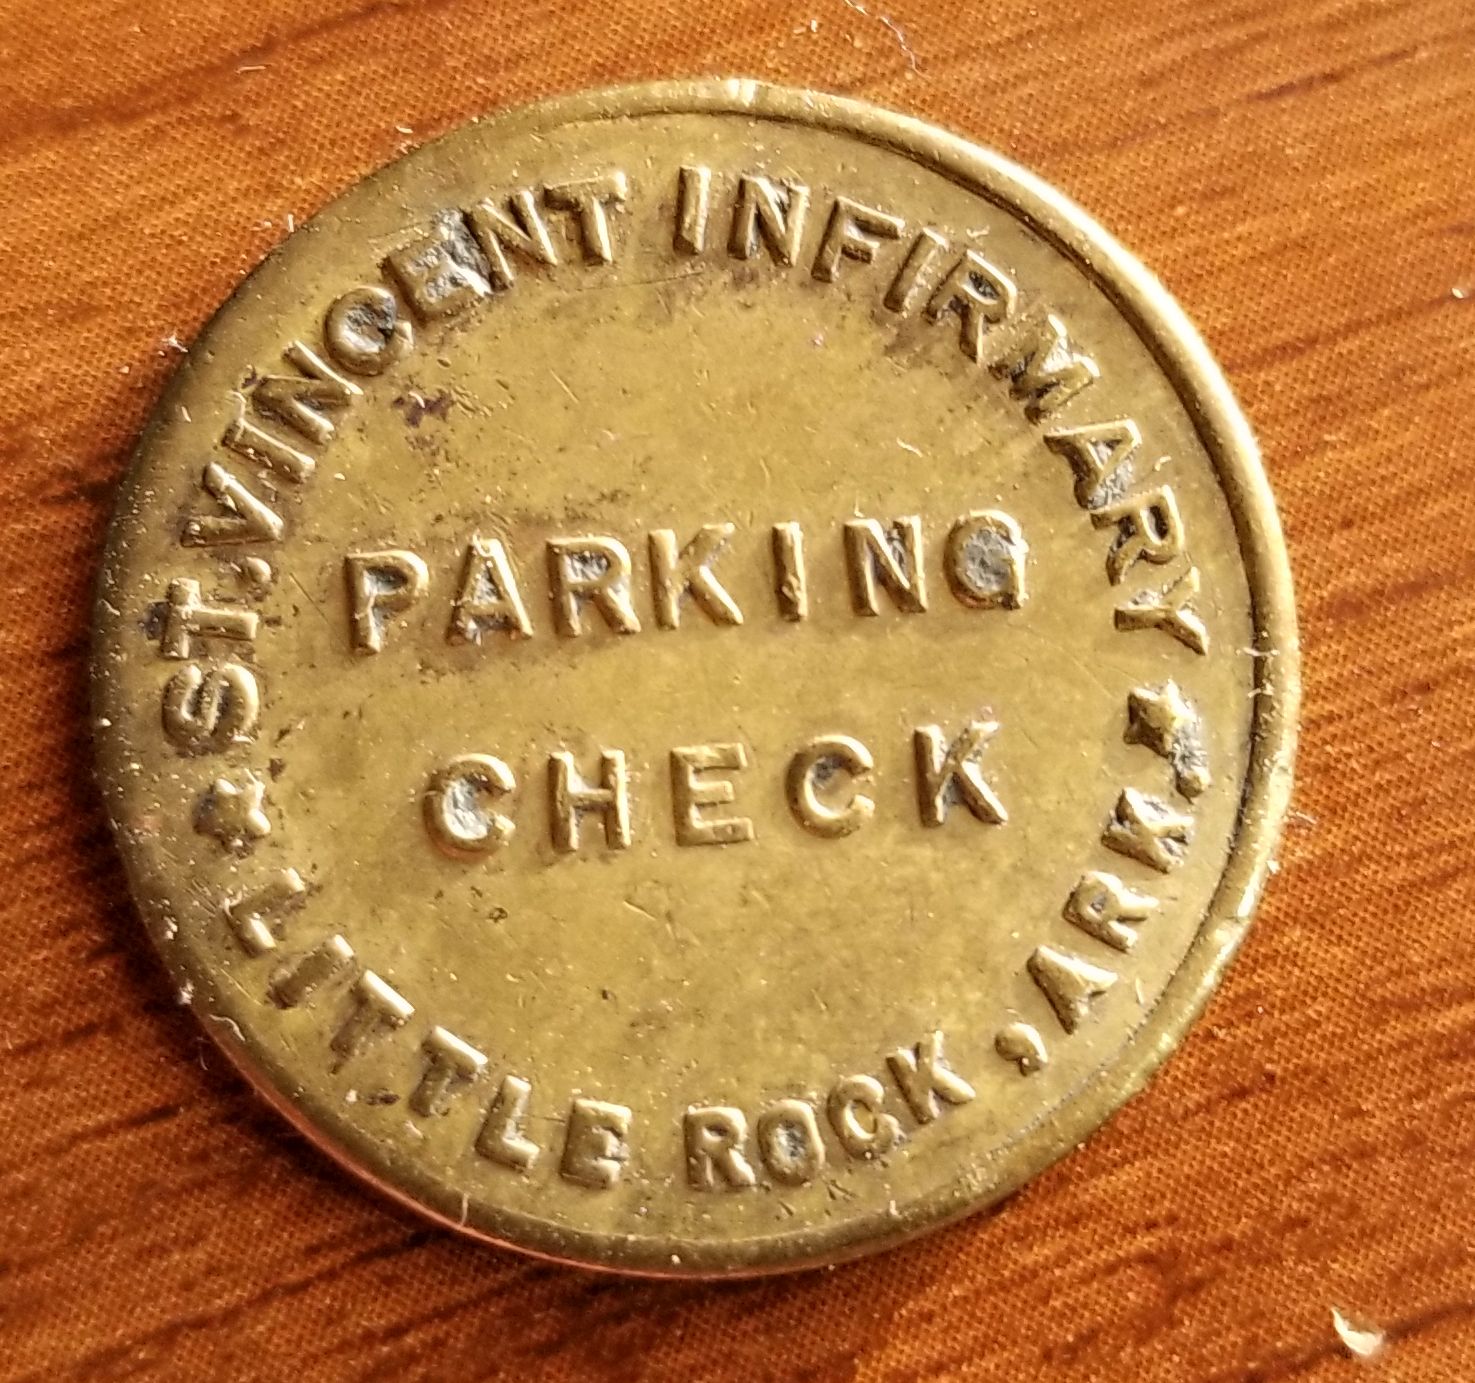 ST. VINCENT INFIRMARY
PARKING
CHECK
LITTLE ROCK, ARK.